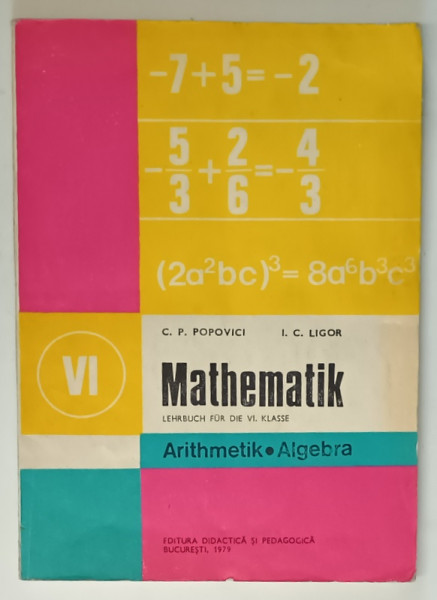 -7+5=-2
-5/3+2/6=-4/3
(2a²bc)³=8a⁶b³c³
C. P. POPOVICI I. C. LIGOR
VI
Mathematik
LEHRBUCH FÜR DIE VI. KLASSE
Arithmetik•Algebra
EDITURA DIDACTICĂ ȘI PEDAGOGICĂ
BUCUREȘTI, 1979